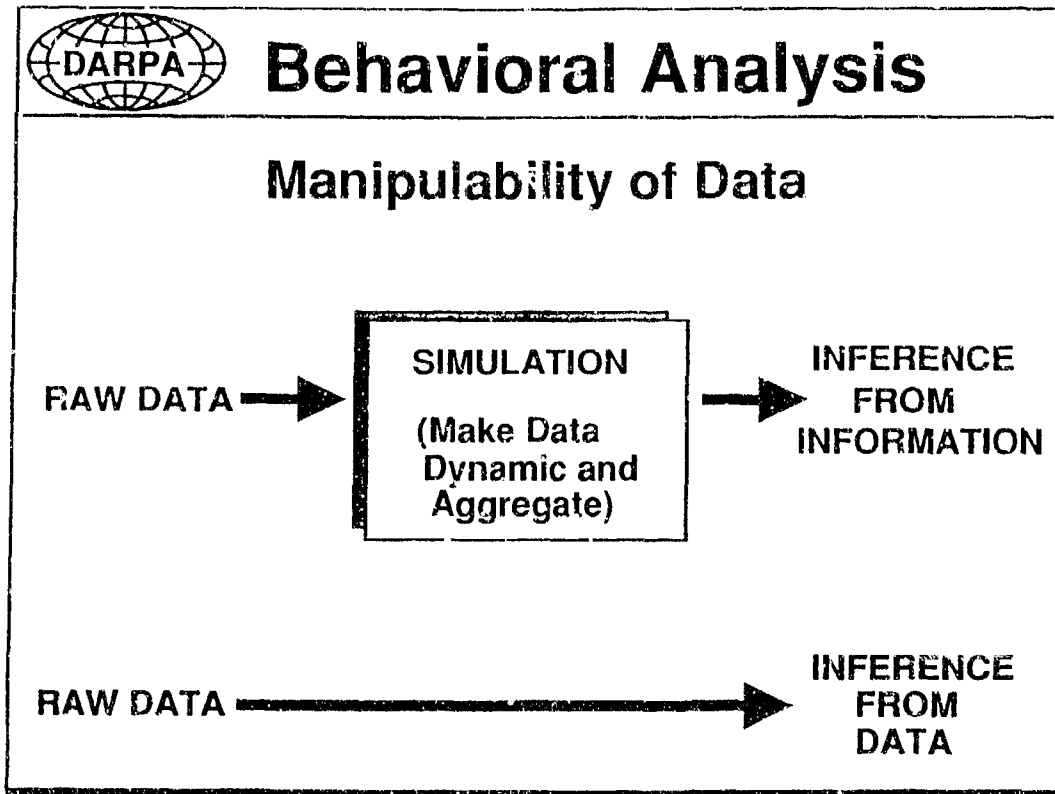 DARPA
Behavioral Analysis
Manipulability of Data
RAW DATA
SIMULATION
(Make Data
Dynamic and
Aggregate)
INFERENCE
FROM
INFORMATION
RAW DATA
INFERENCE
FROM
DATA